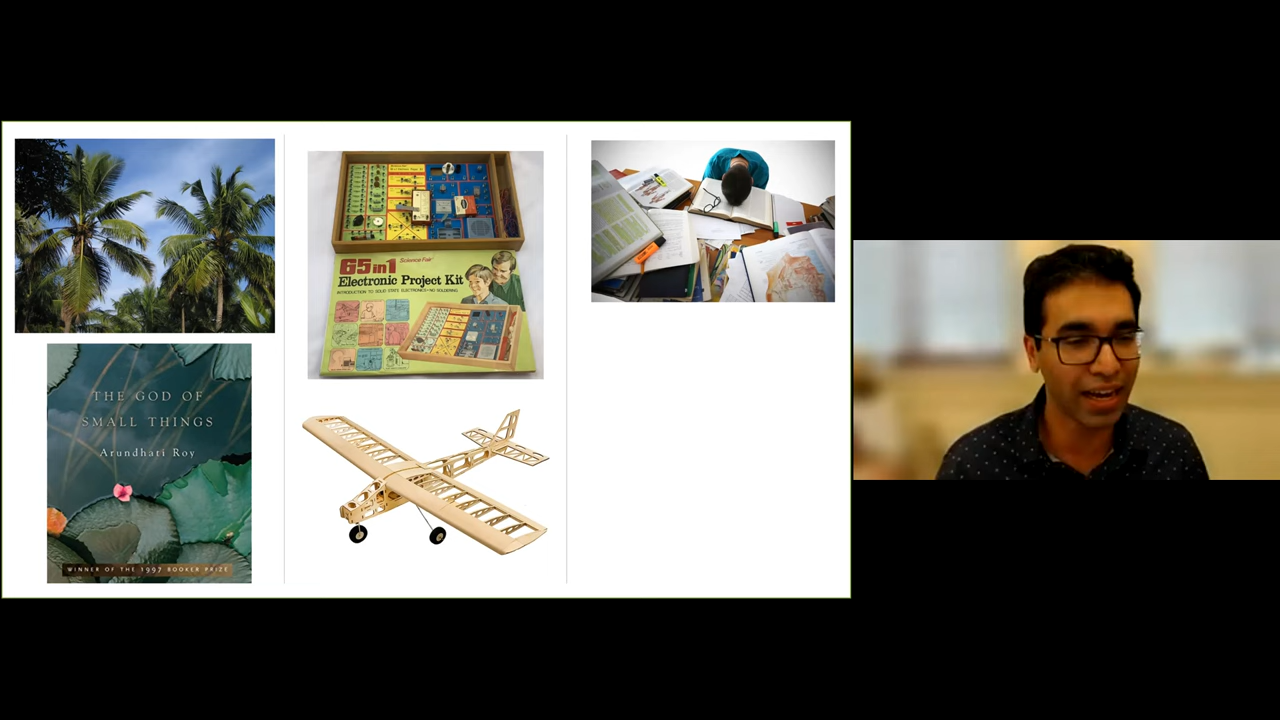 THE GOD OF
SMALL THINGS
Arundhati Roy
WINNER OF THE 1997 BOOKER PRIZE
65 in 1
Science Fair
Electronic Project Kit
INTRODUCTION TO SOLID STATE ELECTRONICS—NO SOLDERING